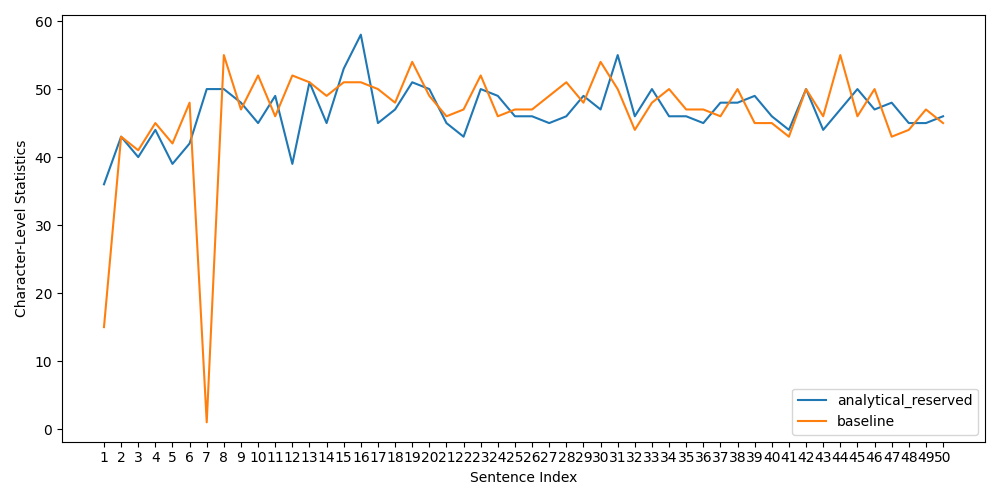 60
50
40
30
20
10
0
Character-Level Statistics
1 2 3 4 5 6 7 8 9 10 11 12 13 14 15 16 17 18 19 20 21 22 23 24 25 26 27 28 29 30 31 32 33 34 35 36 37 38 39 40 41 42 43 44 45 46 47 48 49 50
Sentence Index
analytical_reserved
baseline